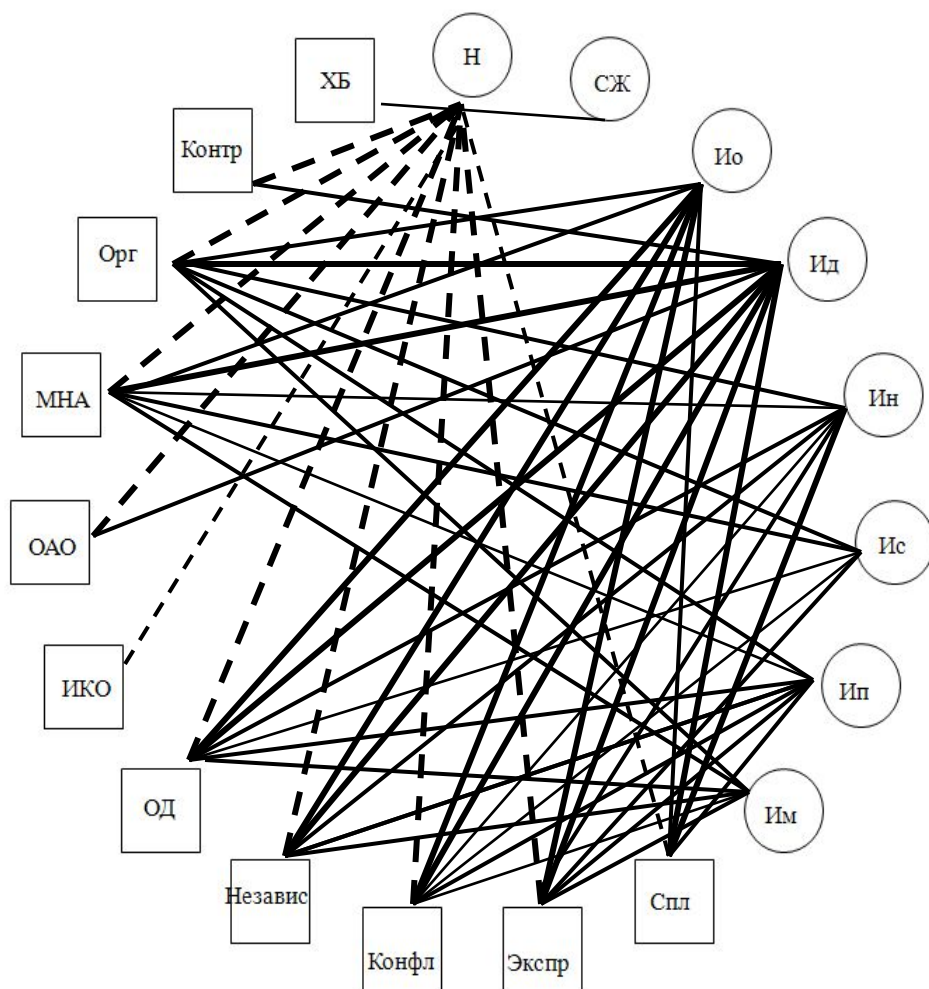 Н
ХБ
СЖ
Контр
Ио
Орг
Ид
МНА
Ин
ОАО
Ис
ИКО
Ип
ОД
Им
Независ
Спл
Конфл
Экспр